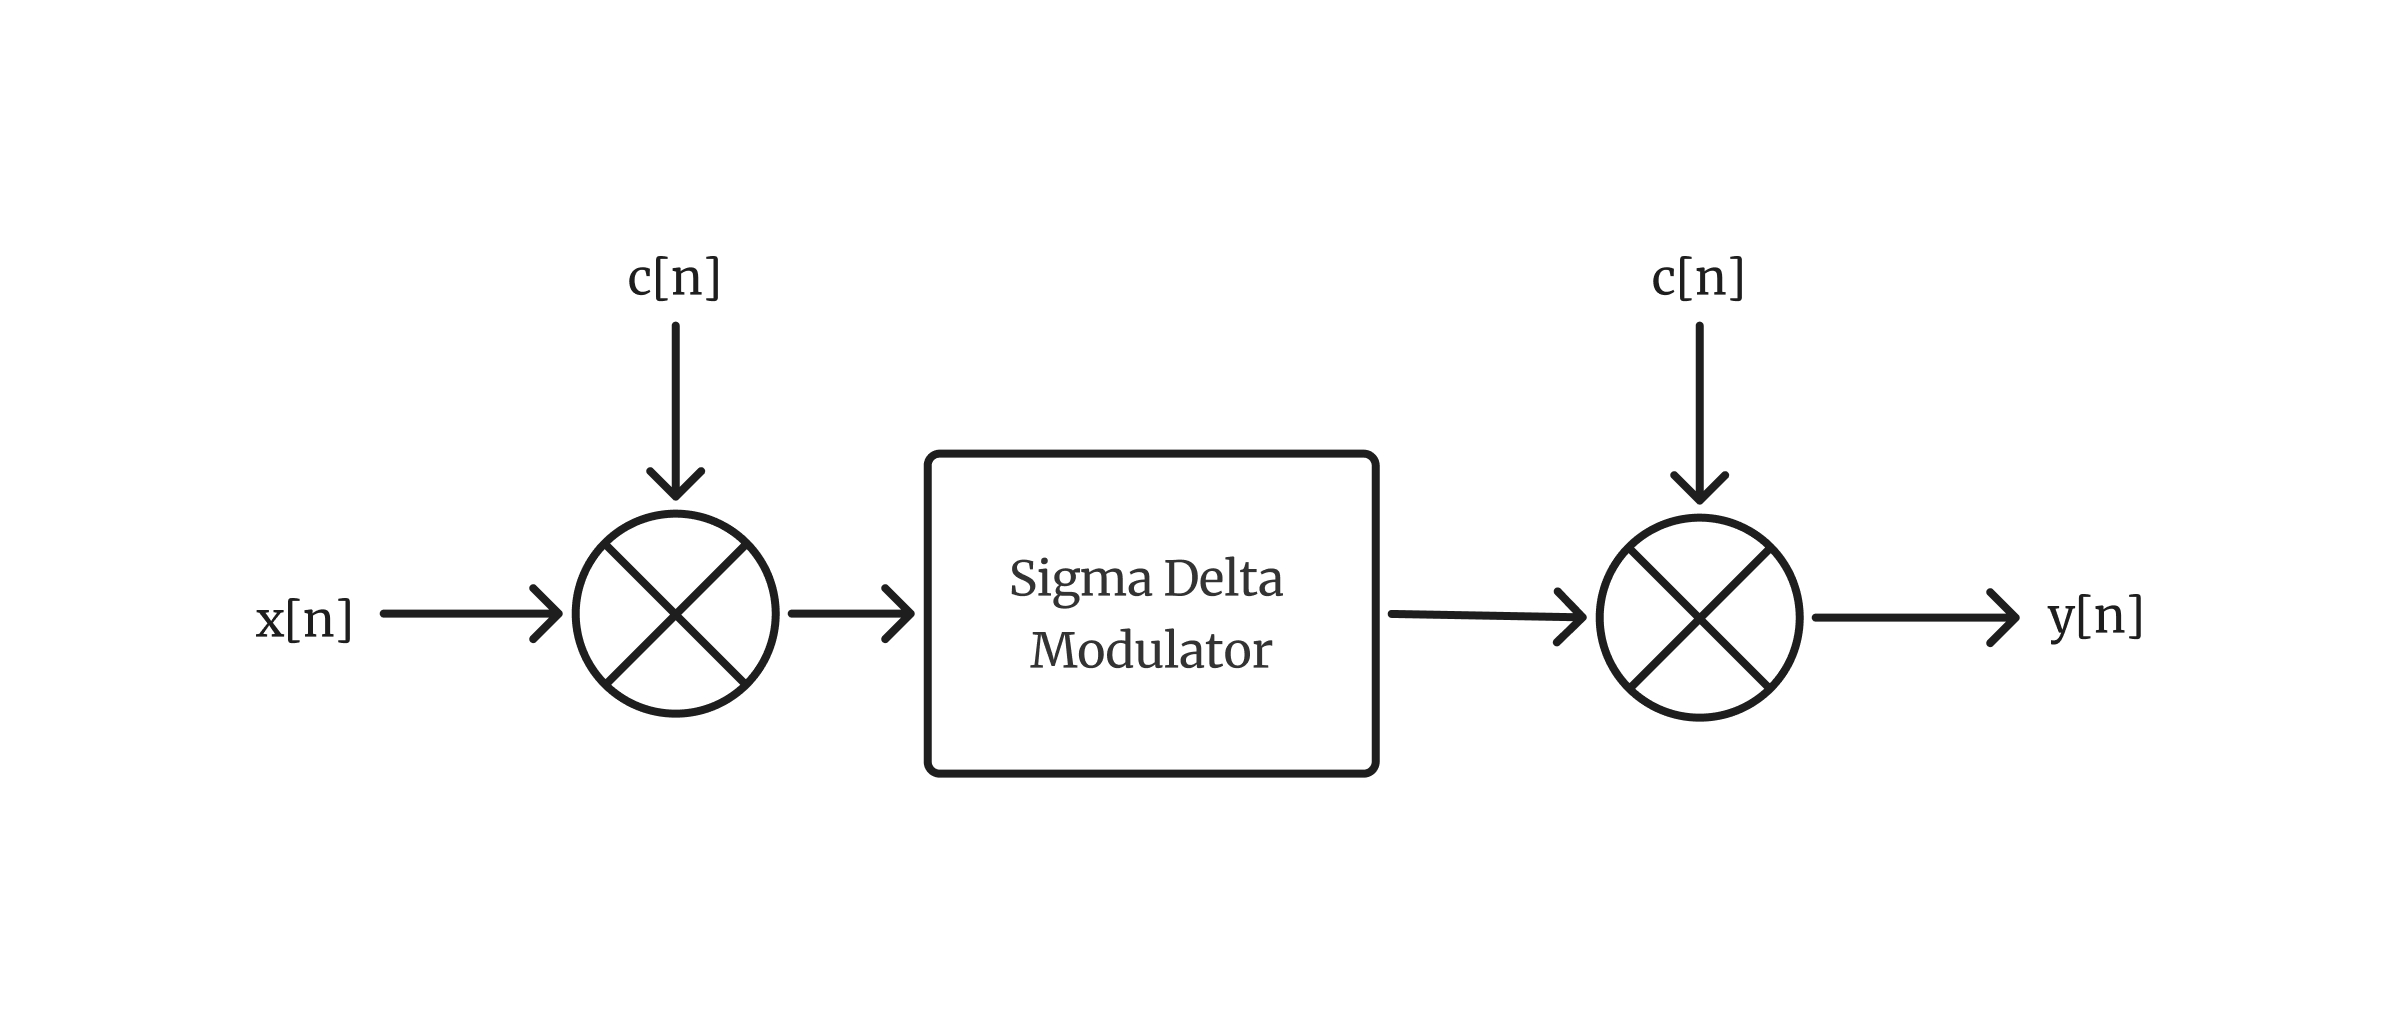 c[n]
c[n]
x[n]
Sigma Delta
Modulator
y[n]